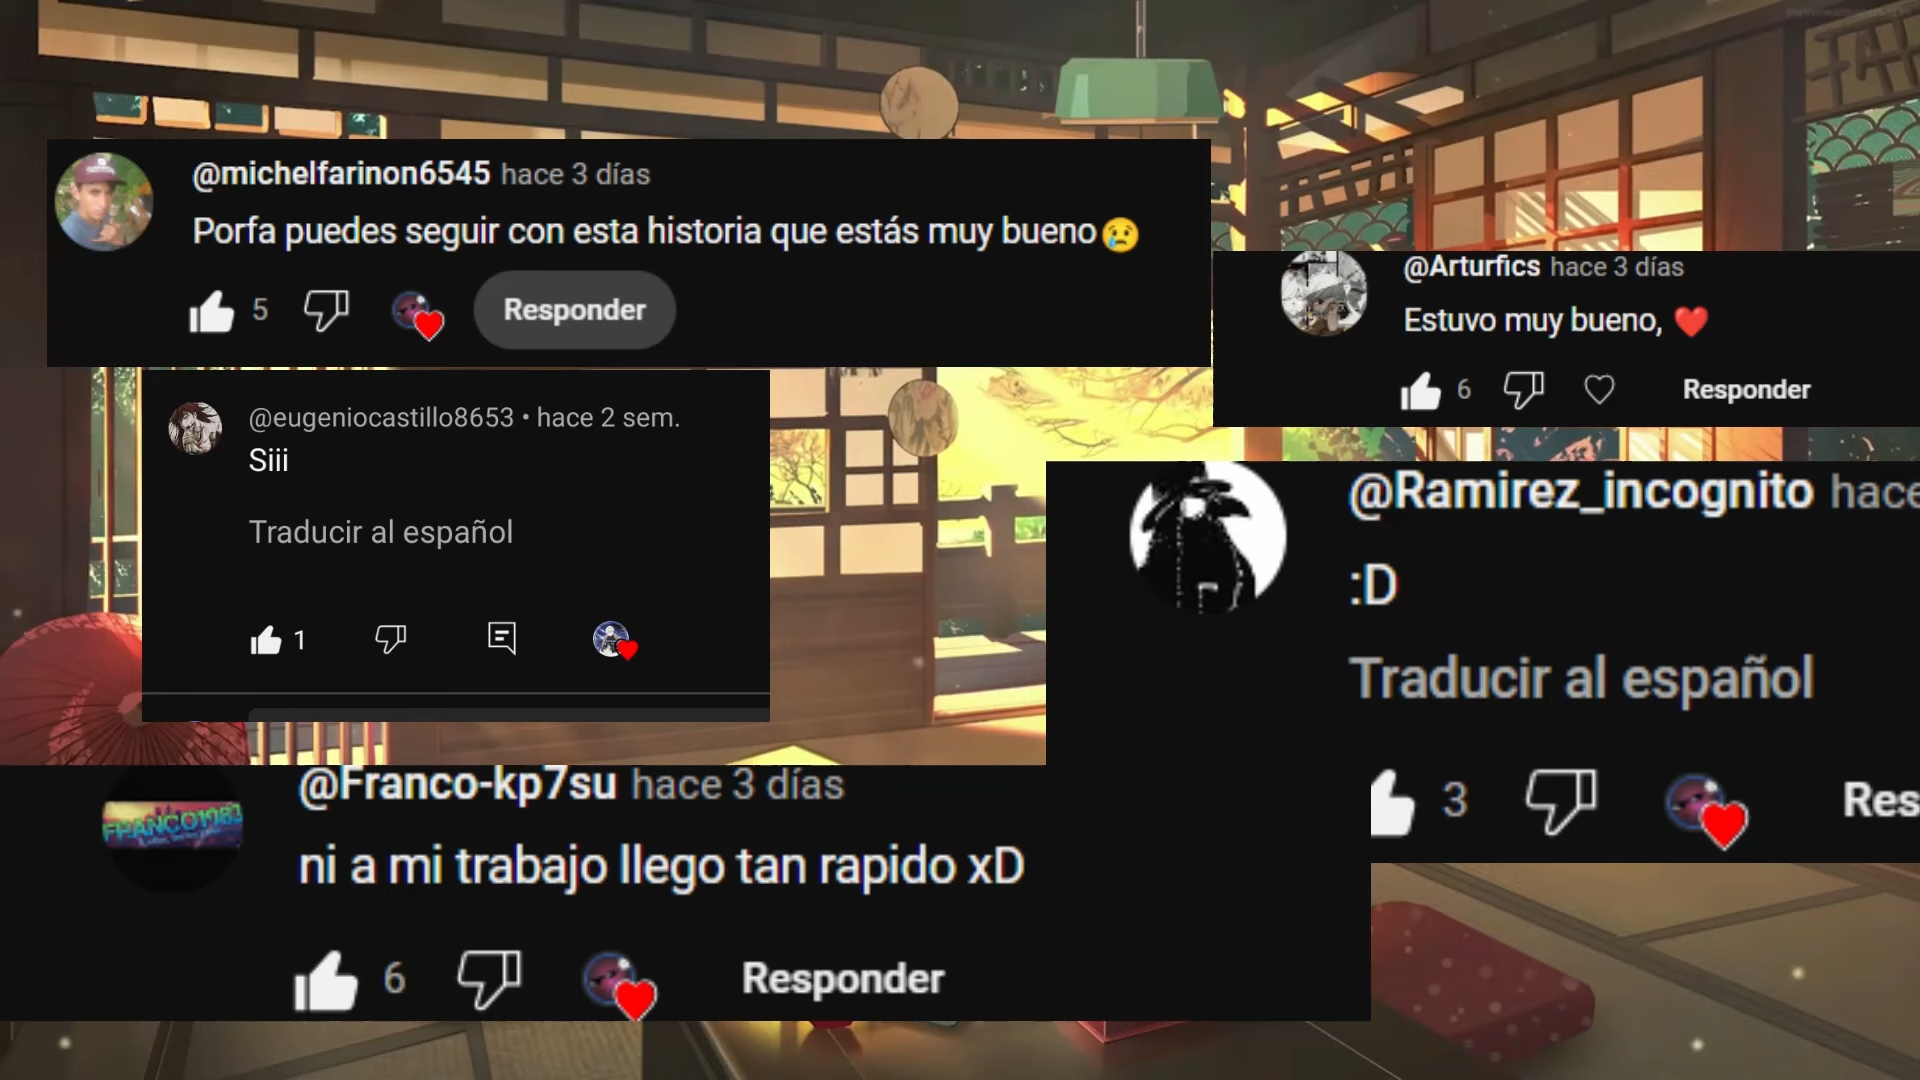 @michelfarinon6545 hace 3 días
Porfa puedes seguir con esta historia que estás muy bueno😢
5 Responder
@Arturfics hace 3 días
Estuvo muy bueno, ❤️
6 Responder
@eugeniocastillo8653 • hace 2 sem.
Siii
Traducir al español
1
@Ramirez_incognito hace
:D
Traducir al español
3 Res
@Franco-kp7su hace 3 días
FRANCO1983
ni a mi trabajo llego tan rapido xD
6 Responder